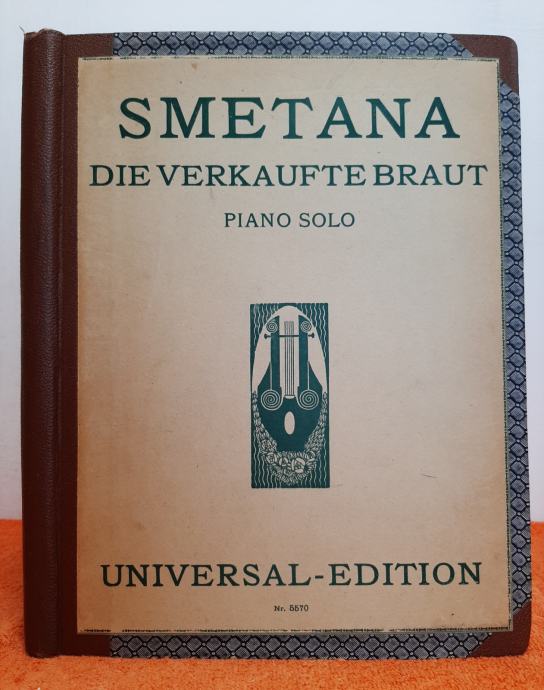 SMETANA
DIE VERKAUFTE BRAUT
PIANO SOLO
UNIVERSAL-EDITION
Nr. 5570